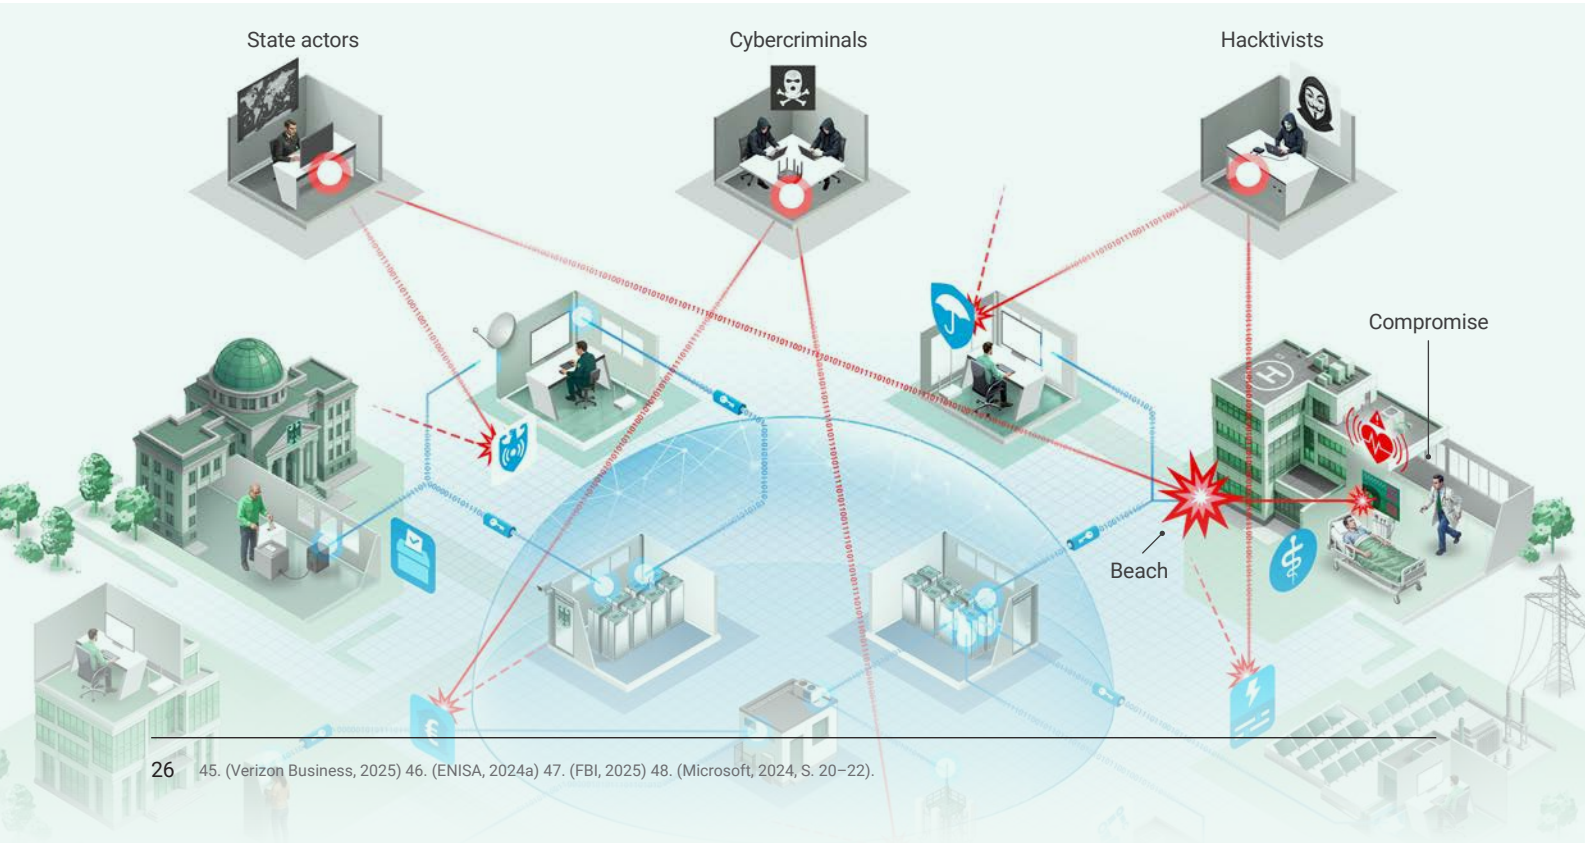 State actors
Cybercriminals
Hacktivists
Compromise
H
Beach
€
26 45. (Verizon Business, 2025) 46. (ENISA, 2024a) 47. (FBI, 2025) 48. (Microsoft, 2024, S. 20–22).